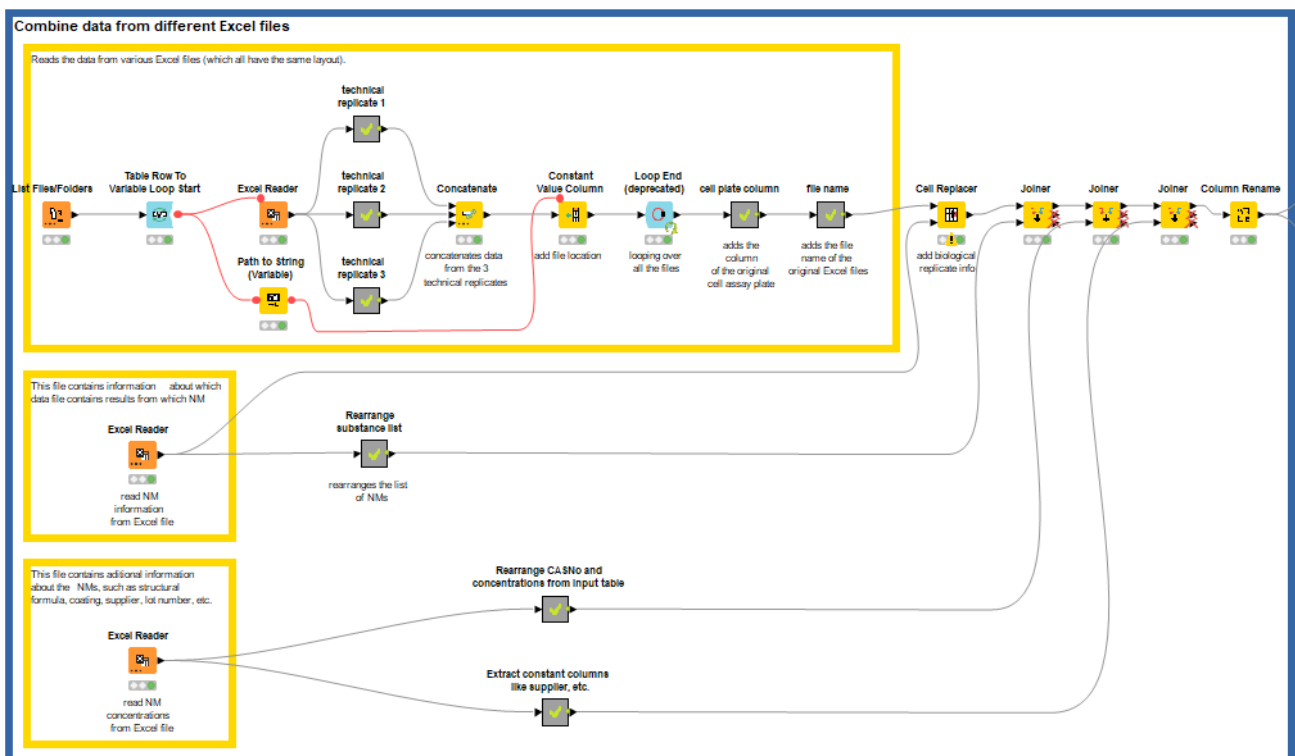 Combine data from different Excel files
Reads the data from various Excel files (which all have the same layout).
technical
replicate 1
List Files/Folders
Table Row To
Variable Loop Start
Excel Reader
technical
replicate 2
Concatenate
Constant
Value Column
Loop End
(deprecated)
cell plate column
file name
Cell Replacer
Joiner
Joiner
Joiner
Column Rename
concatenates data
from the 3
technical replicates
add file location
looping over
all the files
adds the
column
of the original
cell assay plate
adds the file
name of the
original Excel files
add biological
replicate info
Path to String
(Variable)
technical
replicate 3
This file contains information about which
data file contains results from which NM
Excel Reader
read NM
information
from Excel file
Rearrange
substance list
rearranges the list
of NMs
This file contains aditional information
about the NMs, such as structural
formula, coating, supplier, lot number, etc.
Excel Reader
read NM
concentrations
from Excel file
Rearrange CASNo and
concentrations from input table
Extract constant columns
like supplier, etc.